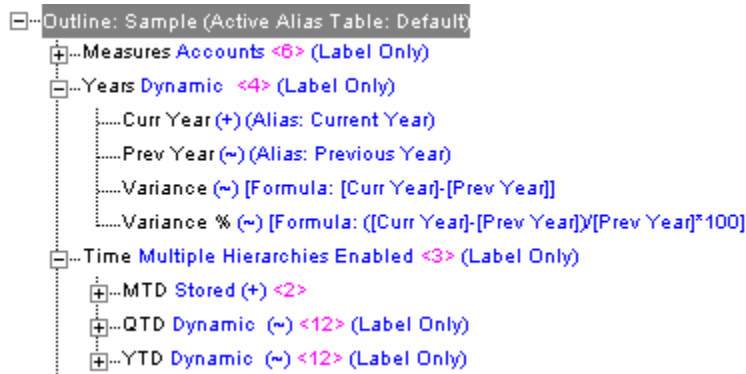 Outline: Sample (Active Alias Table: Default)
Measures Accounts <6> (Label Only)
Years Dynamic <4> (Label Only)
Curr Year (+) (Alias: Current Year)
Prev Year (~) (Alias: Previous Year)
Variance (~) [Formula: [Curr Year]-[Prev Year]]
Variance % (~) [Formula: ([Curr Year]-[Prev Year])/[Prev Year]*100]
Time Multiple Hierarchies Enabled <3> (Label Only)
MTD Stored (+) <2>
QTD Dynamic (~) <12> (Label Only)
YTD Dynamic (~) <12> (Label Only)